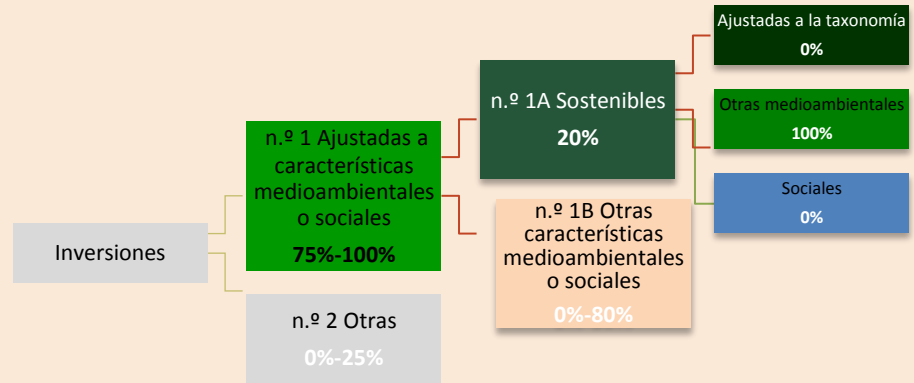 Inversiones
n.º 1 Ajustadas a
características
medioambientales
o sociales
75%-100%
n.º 2 Otras
0%-25%
n.º 1A Sostenibles
20%
n.º 1B Otras
características
medioambientales
o sociales
0%-80%
Ajustadas a la taxonomía
0%
Otras medioambientales
100%
Sociales
0%